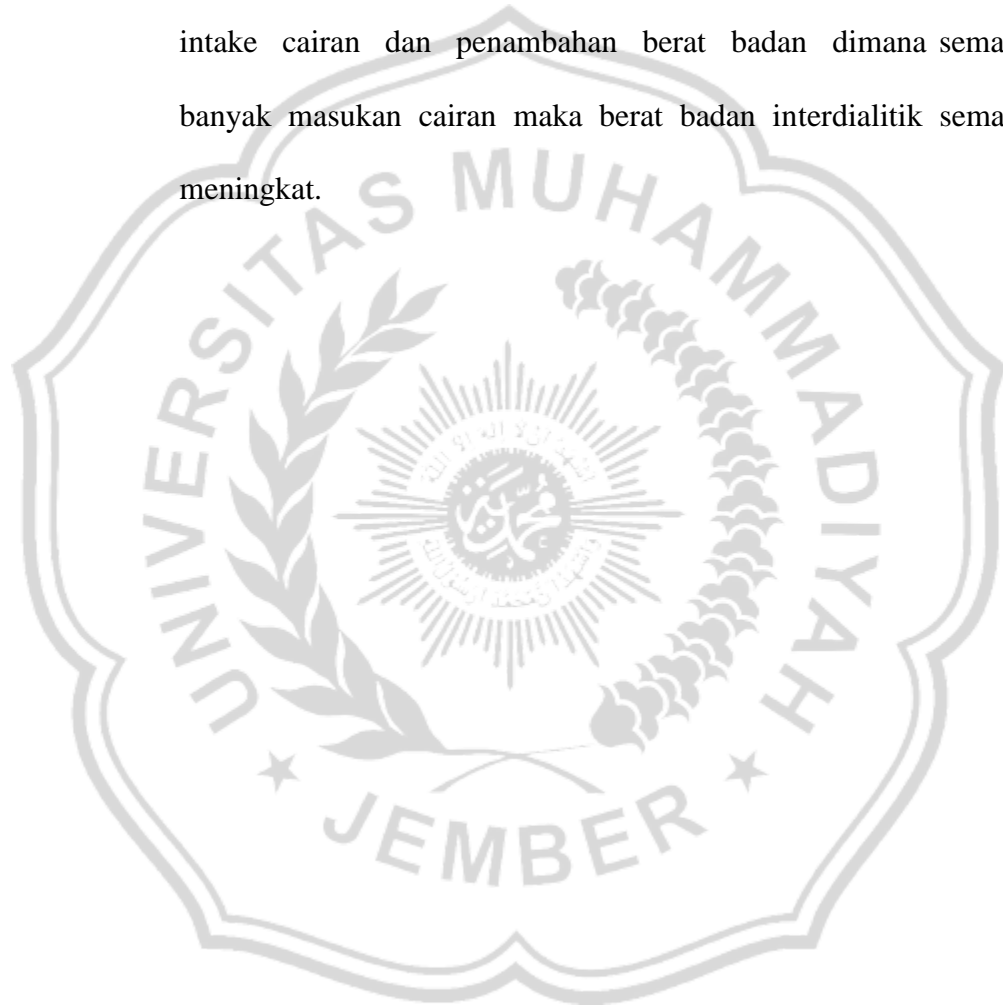 intake cairan dan penambahan berat badan dimana sema
banyak masukan cairan maka berat badan interdialitik sema
meningkat.
UNIVERSITAS MUHAMMADIYAH
JEMBER